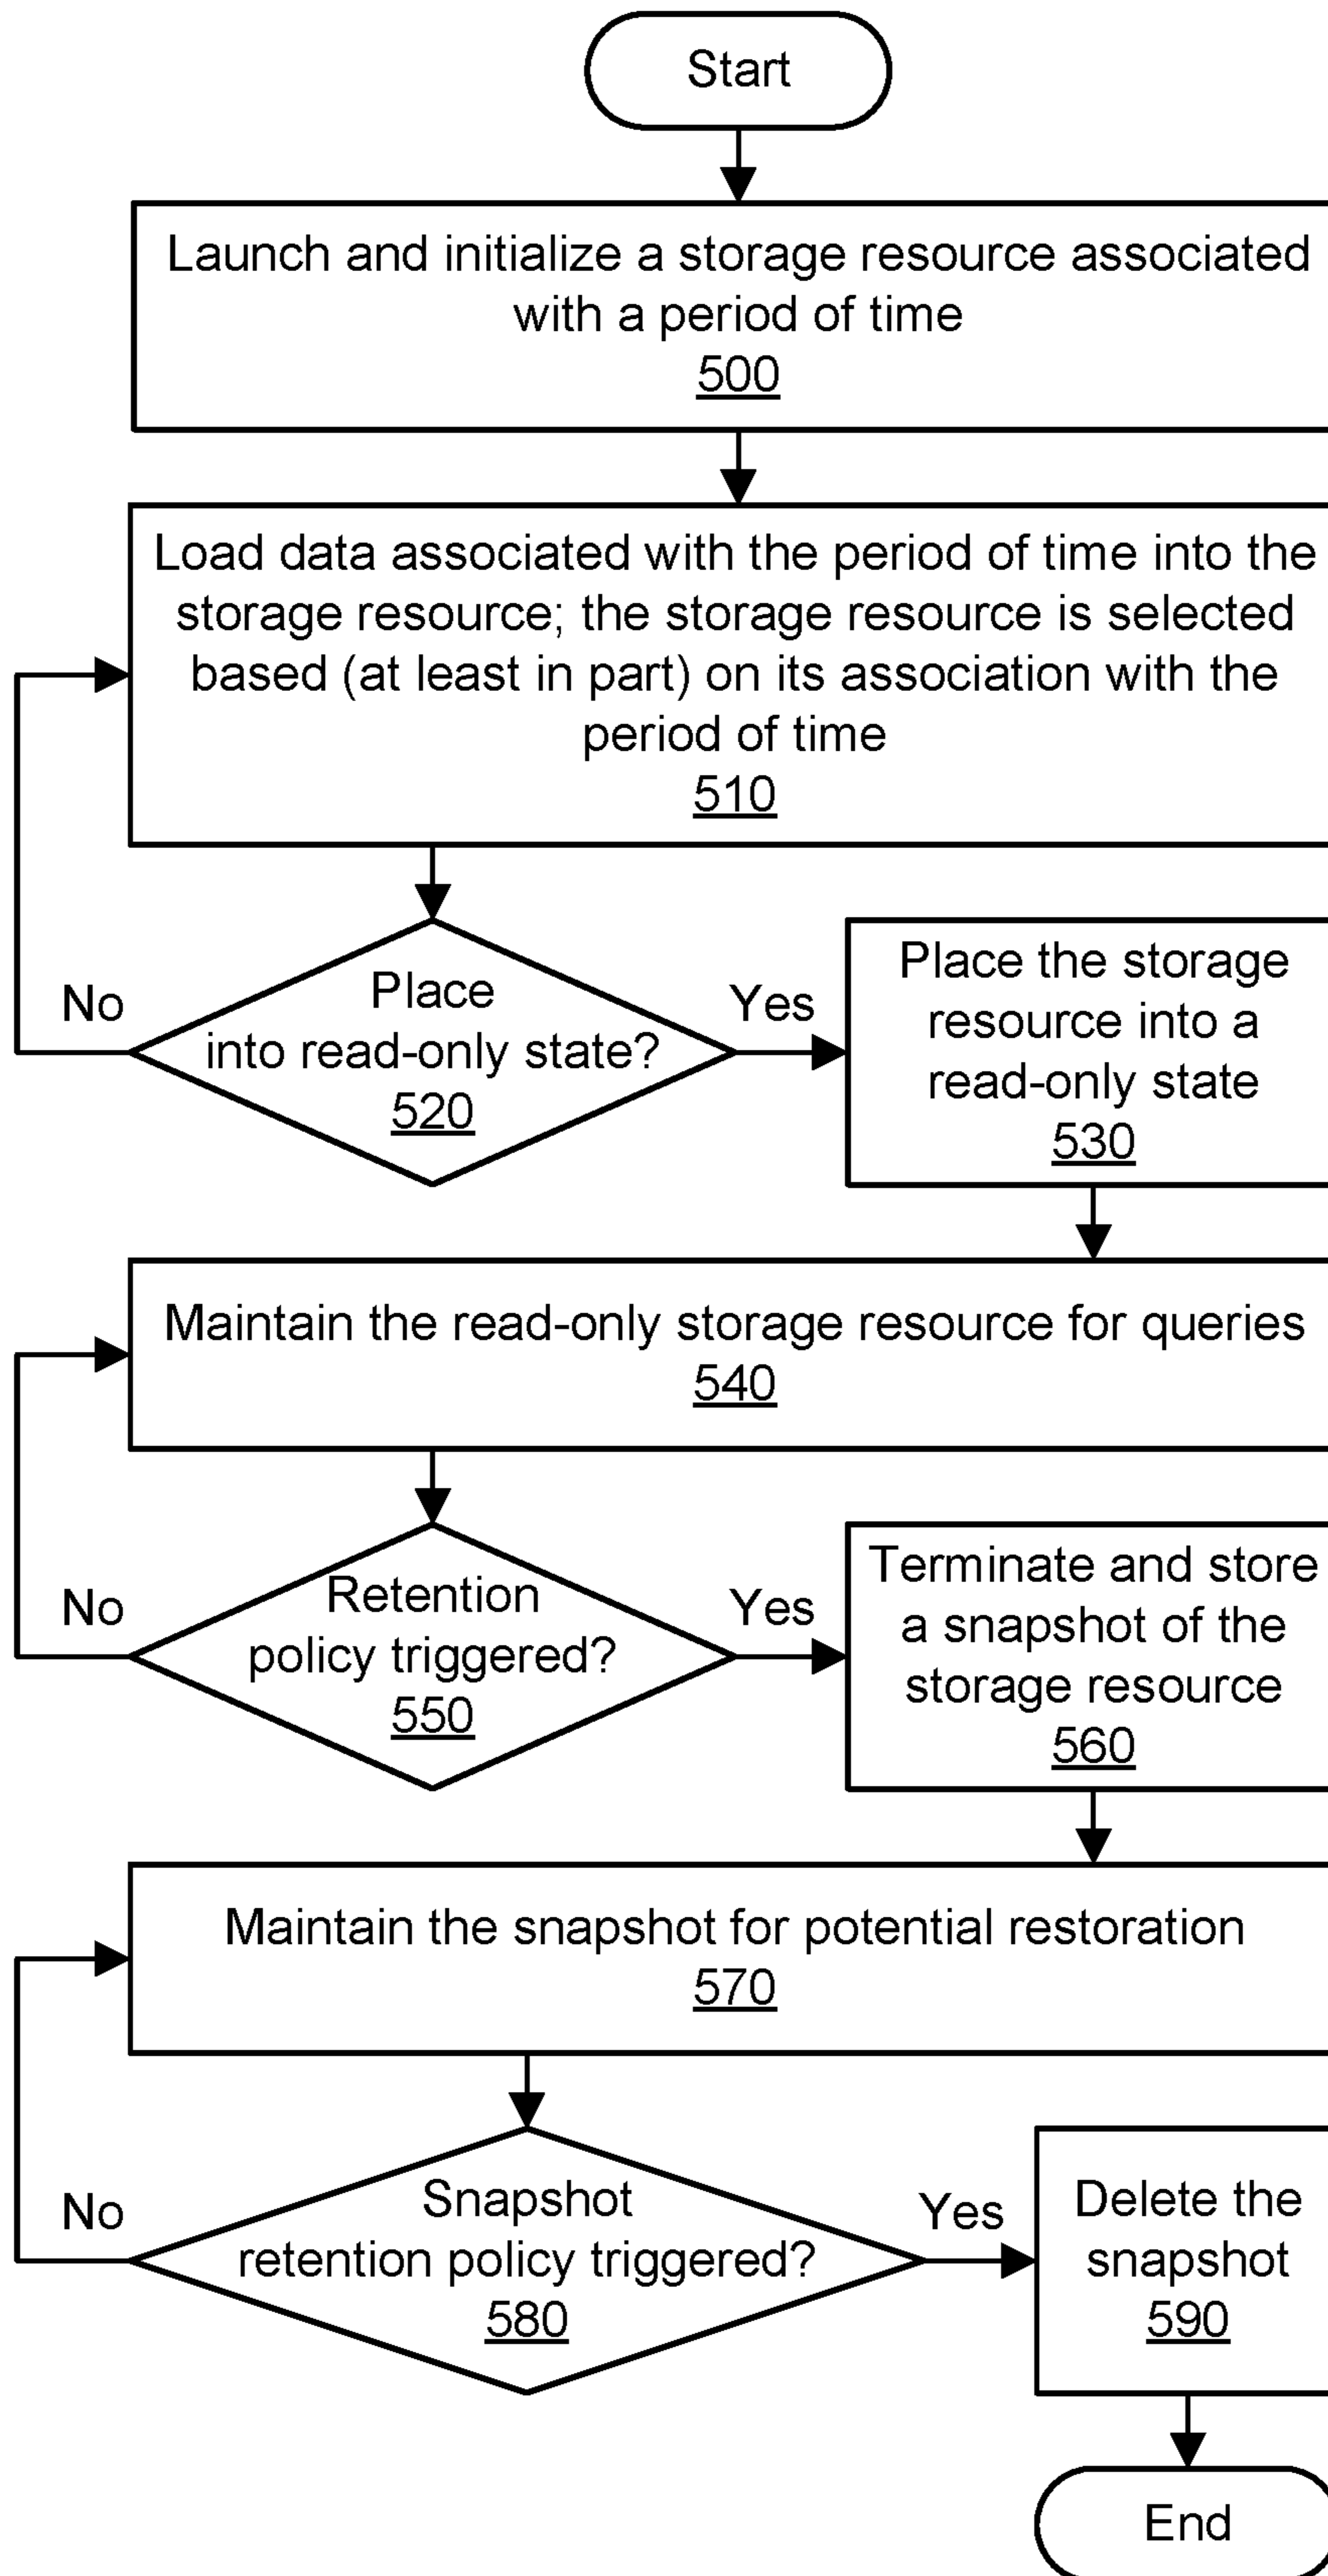 Start
Launch and initialize a storage resource associated
with a period of time
500
Load data associated with the period of time into the
storage resource; the storage resource is selected
based (at least in part) on its association with the
period of time
510
Place
into read-only state?
520
No
Yes
Place the storage
resource into a
read-only state
530
Maintain the read-only storage resource for queries
540
Retention
policy triggered?
550
No
Yes
Terminate and store
a snapshot of the
storage resource
560
Maintain the snapshot for potential restoration
570
Snapshot
retention policy triggered?
580
No
Yes
Delete the
snapshot
590
End